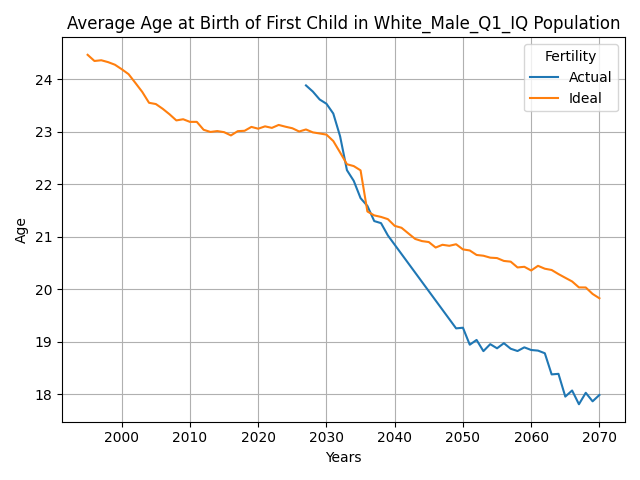 Average Age at Birth of First Child in White_Male_Q1_IQ Population
Fertility
Actual
Ideal
Age
24
23
22
21
20
19
18
2000 2010 2020 2030 2040 2050 2060 2070
Years